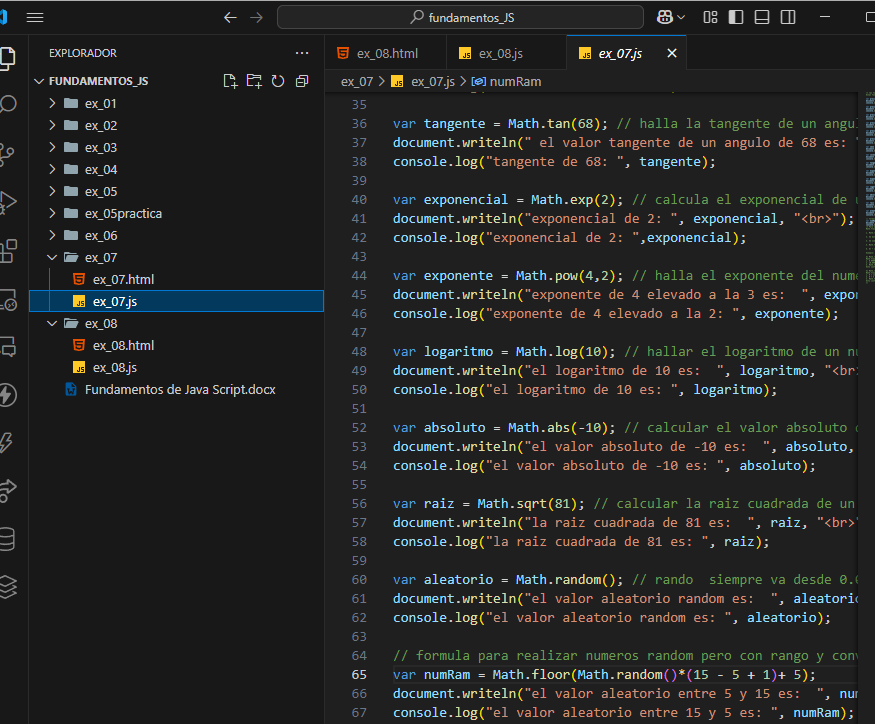 fundamentos_JS
EXPLORADOR
FUNDAMENTOS_JS
ex_01
ex_02
ex_03
ex_04
ex_05
ex_05practica
ex_06
ex_07
ex_07.html
JS ex_07.js
ex_08
ex_08.html
JS ex_08.js
Fundamentos de Java Script.docx
ex_08.html
JS ex_08.js
JS ex_07.js
ex_07 > JS ex_07.js > numRam
35
36 var tangente = Math.tan(68); // halla la tangente de un angu
37 document.writeln(" el valor tangente de un angulo de 68 es: "
38 console.log("tangente de 68: ", tangente);
39
40 var exponencial = Math.exp(2); // calcula el exponencial de
41 document.writeln("exponencial de 2: ", exponencial, "<br>");
42 console.log("exponencial de 2: ",exponencial);
43
44 var exponente = Math.pow(4,2); // halla el exponente del nume
45 document.writeln("exponente de 4 elevado a la 3 es:  ", expon
46 console.log("exponente de 4 elevado a la 2: ", exponente);
47
48 var logaritmo = Math.log(10); // hallar el logaritmo de un nu
49 document.writeln("el logaritmo de 10 es:  ", logaritmo, "<br>
50 console.log("el logaritmo de 10 es: ", logaritmo);
51
52 var absoluto = Math.abs(-10); // calcular el valor absoluto
53 document.writeln("el valor absoluto de -10 es:  ", absoluto,
54 console.log("el valor absoluto de -10 es: ", absoluto);
55
56 var raiz = Math.sqrt(81); // calcular la raiz cuadrada de un
57 document.writeln("la raiz cuadrada de 81 es:  ", raiz, "<br>"
58 console.log("la raiz cuadrada de 81 es: ", raiz);
59
60 var aleatorio = Math.random(); // rando  siempre va desde 0.
61 document.writeln("el valor aleatorio random es:  ", aleatorio
62 console.log("el valor aleatorio random es: ", aleatorio);
63
64 // formula para realizar numeros random pero con rango y conv
65 var numRam = Math.floor(Math.random()*(15 - 5 + 1)+ 5);
66 document.writeln("el valor aleatorio entre 5 y 15 es:  ", num
67 console.log("el valor aleatorio entre 15 y 5 es: ", numRam);